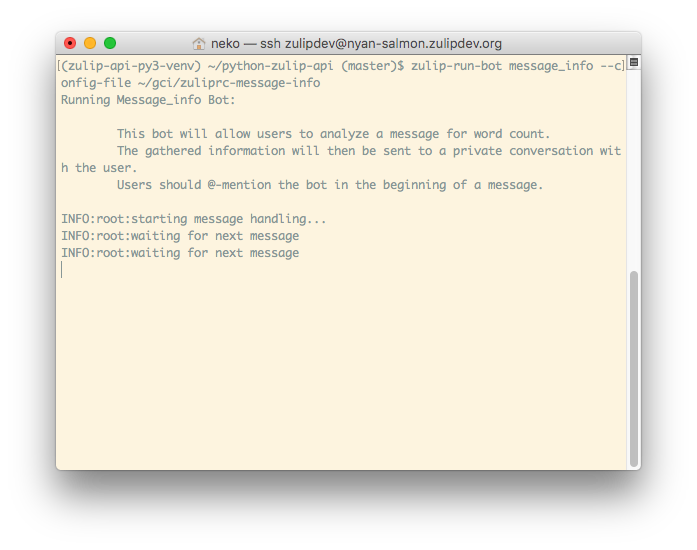 neko — ssh zulipdev@nyan-salmon.zulipdev.org
[(zulip-api-py3-venv) ~/python-zulip-api (master)$ zulip-run-bot message_info --c]
onfig-file ~/gci/zuliprc-message-info
Running Message_info Bot:
This bot will allow users to analyze a message for word count.
The gathered information will then be sent to a private conversation wit
h the user.
Users should @-mention the bot in the beginning of a message.
INFO:root:starting message handling...
INFO:root:waiting for next message
INFO:root:waiting for next message